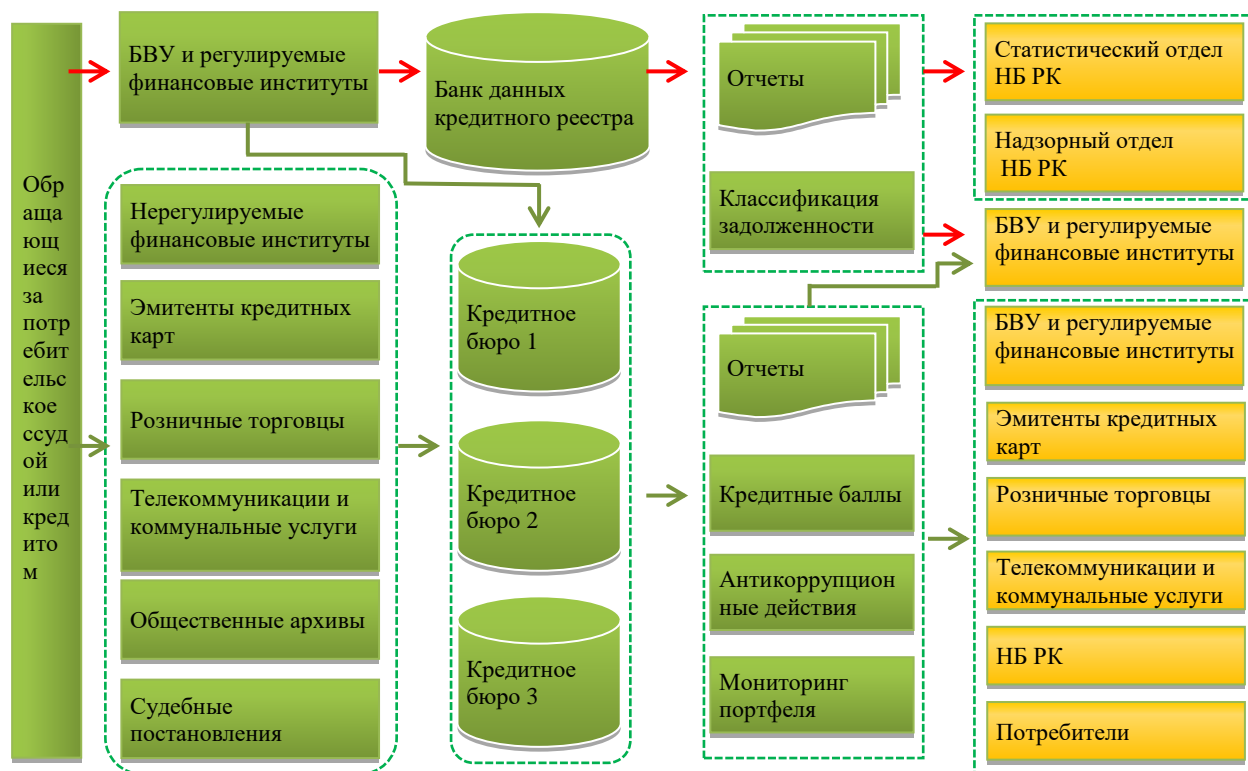 Обр
аща
ющ
иеся
за
потр
ебит
ельс
кое
ссуд
ой
или
кред
ито
м
БВУ и регулируемые
финансовые институты
Нерегулируемые
финансовые институты
Эмитенты кредитных
карт
Розничные торговцы
Телекоммуникации и
коммунальные услуги
Общественные архивы
Судебные
постановления
Банк данных
кредитного реестра
Кредитное
бюро 1
Кредитное
бюро 2
Кредитное
бюро 3
Отчеты
Классификация
задолженности
Отчеты
Кредитные баллы
Антикоррупцион
ные действия
Мониторинг
портфеля
Статистический отдел
НБ РК
Надзорный отдел
НБ РК
БВУ и регулируемые
финансовые институты
БВУ и регулируемые
финансовые институты
Эмитенты кредитных
карт
Розничные торговцы
Телекоммуникации и
коммунальные услуги
НБ РК
Потребители